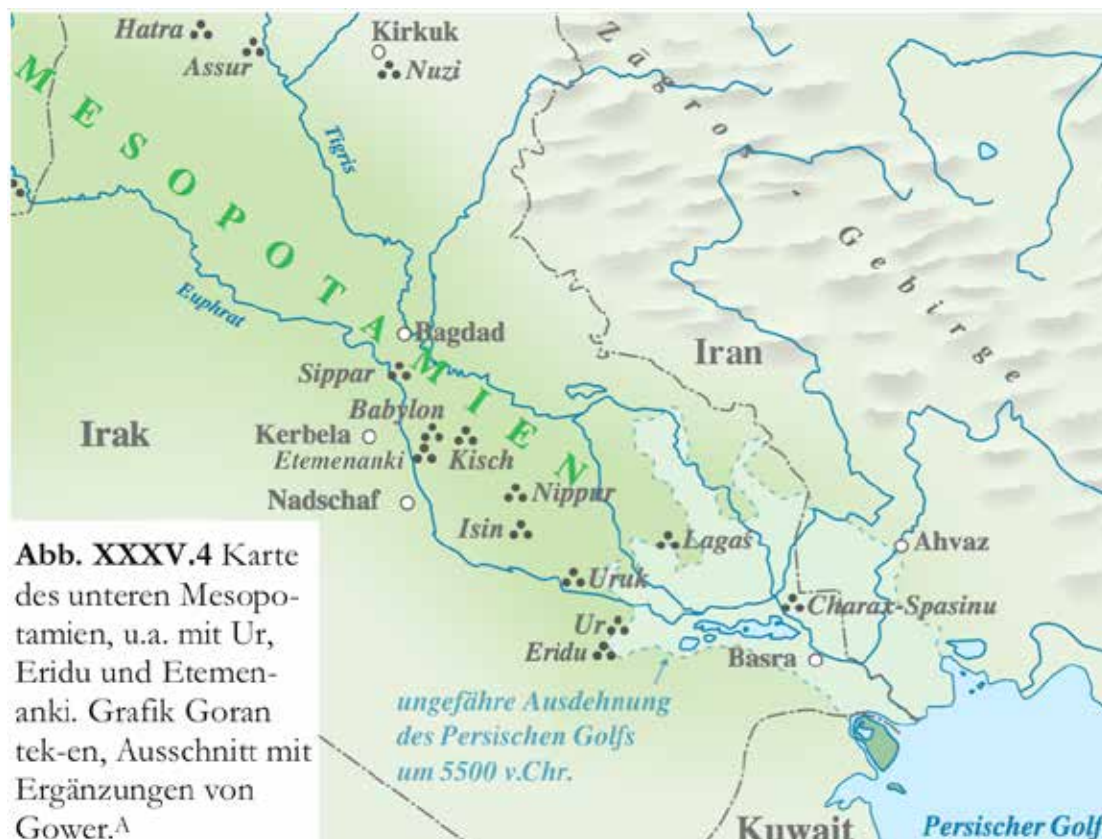 Hatra
Assur
Kirkuk
Nuzi
Zāgros-Gebirge
MESOPOTAMIEN
Tigris
Euphrat
Bagdad
Iran
Sippar
Babylon
Irak
Kerbela
Etemenanki
Kisch
Nadschaf
Nippur
Isin
Lagaš
Ahvaz
Uruk
Charax-Spasinu
Ur
Eridu
Basra
ungefähre Ausdehnung
des Persischen Golfs
um 5500 v.Chr.
Kuwait
Persischer Golf
Abb. XXXV.4 Karte
des unteren Mesopo-
tamien, u.a. mit Ur,
Eridu und Etemen-
anki. Grafik Goran
tek-en, Ausschnitt mit
Ergänzungen von
Gower.A